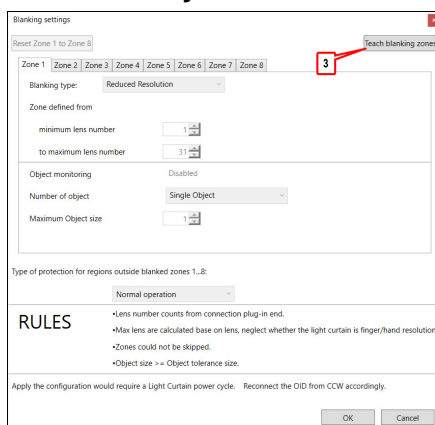 Blanking settings
Reset Zone 1 to Zone 8
Teach blanking zones
Zone 1 Zone 2 Zone 3 Zone 4 Zone 5 Zone 6 Zone 7 Zone 8
3
Blanking type: Reduced Resolution
Zone defined from
minimum lens number 1
to maximum lens number 31
Object monitoring Disabled
Number of object Single Object
Maximum Object size 1
Type of protection for regions outside blanked zones 1...8:
Normal operation
RULES
•Lens number counts from connection plug-in end.
•Max lens are calculated base on lens, neglect whether the light curtain is finger/hand resolution
•Zones could not be skipped.
•Object size >= Object tolerance size.
Apply the configuration would require a Light Curtain power cycle. Reconnect the OID from CCW accordingly.
OK Cancel